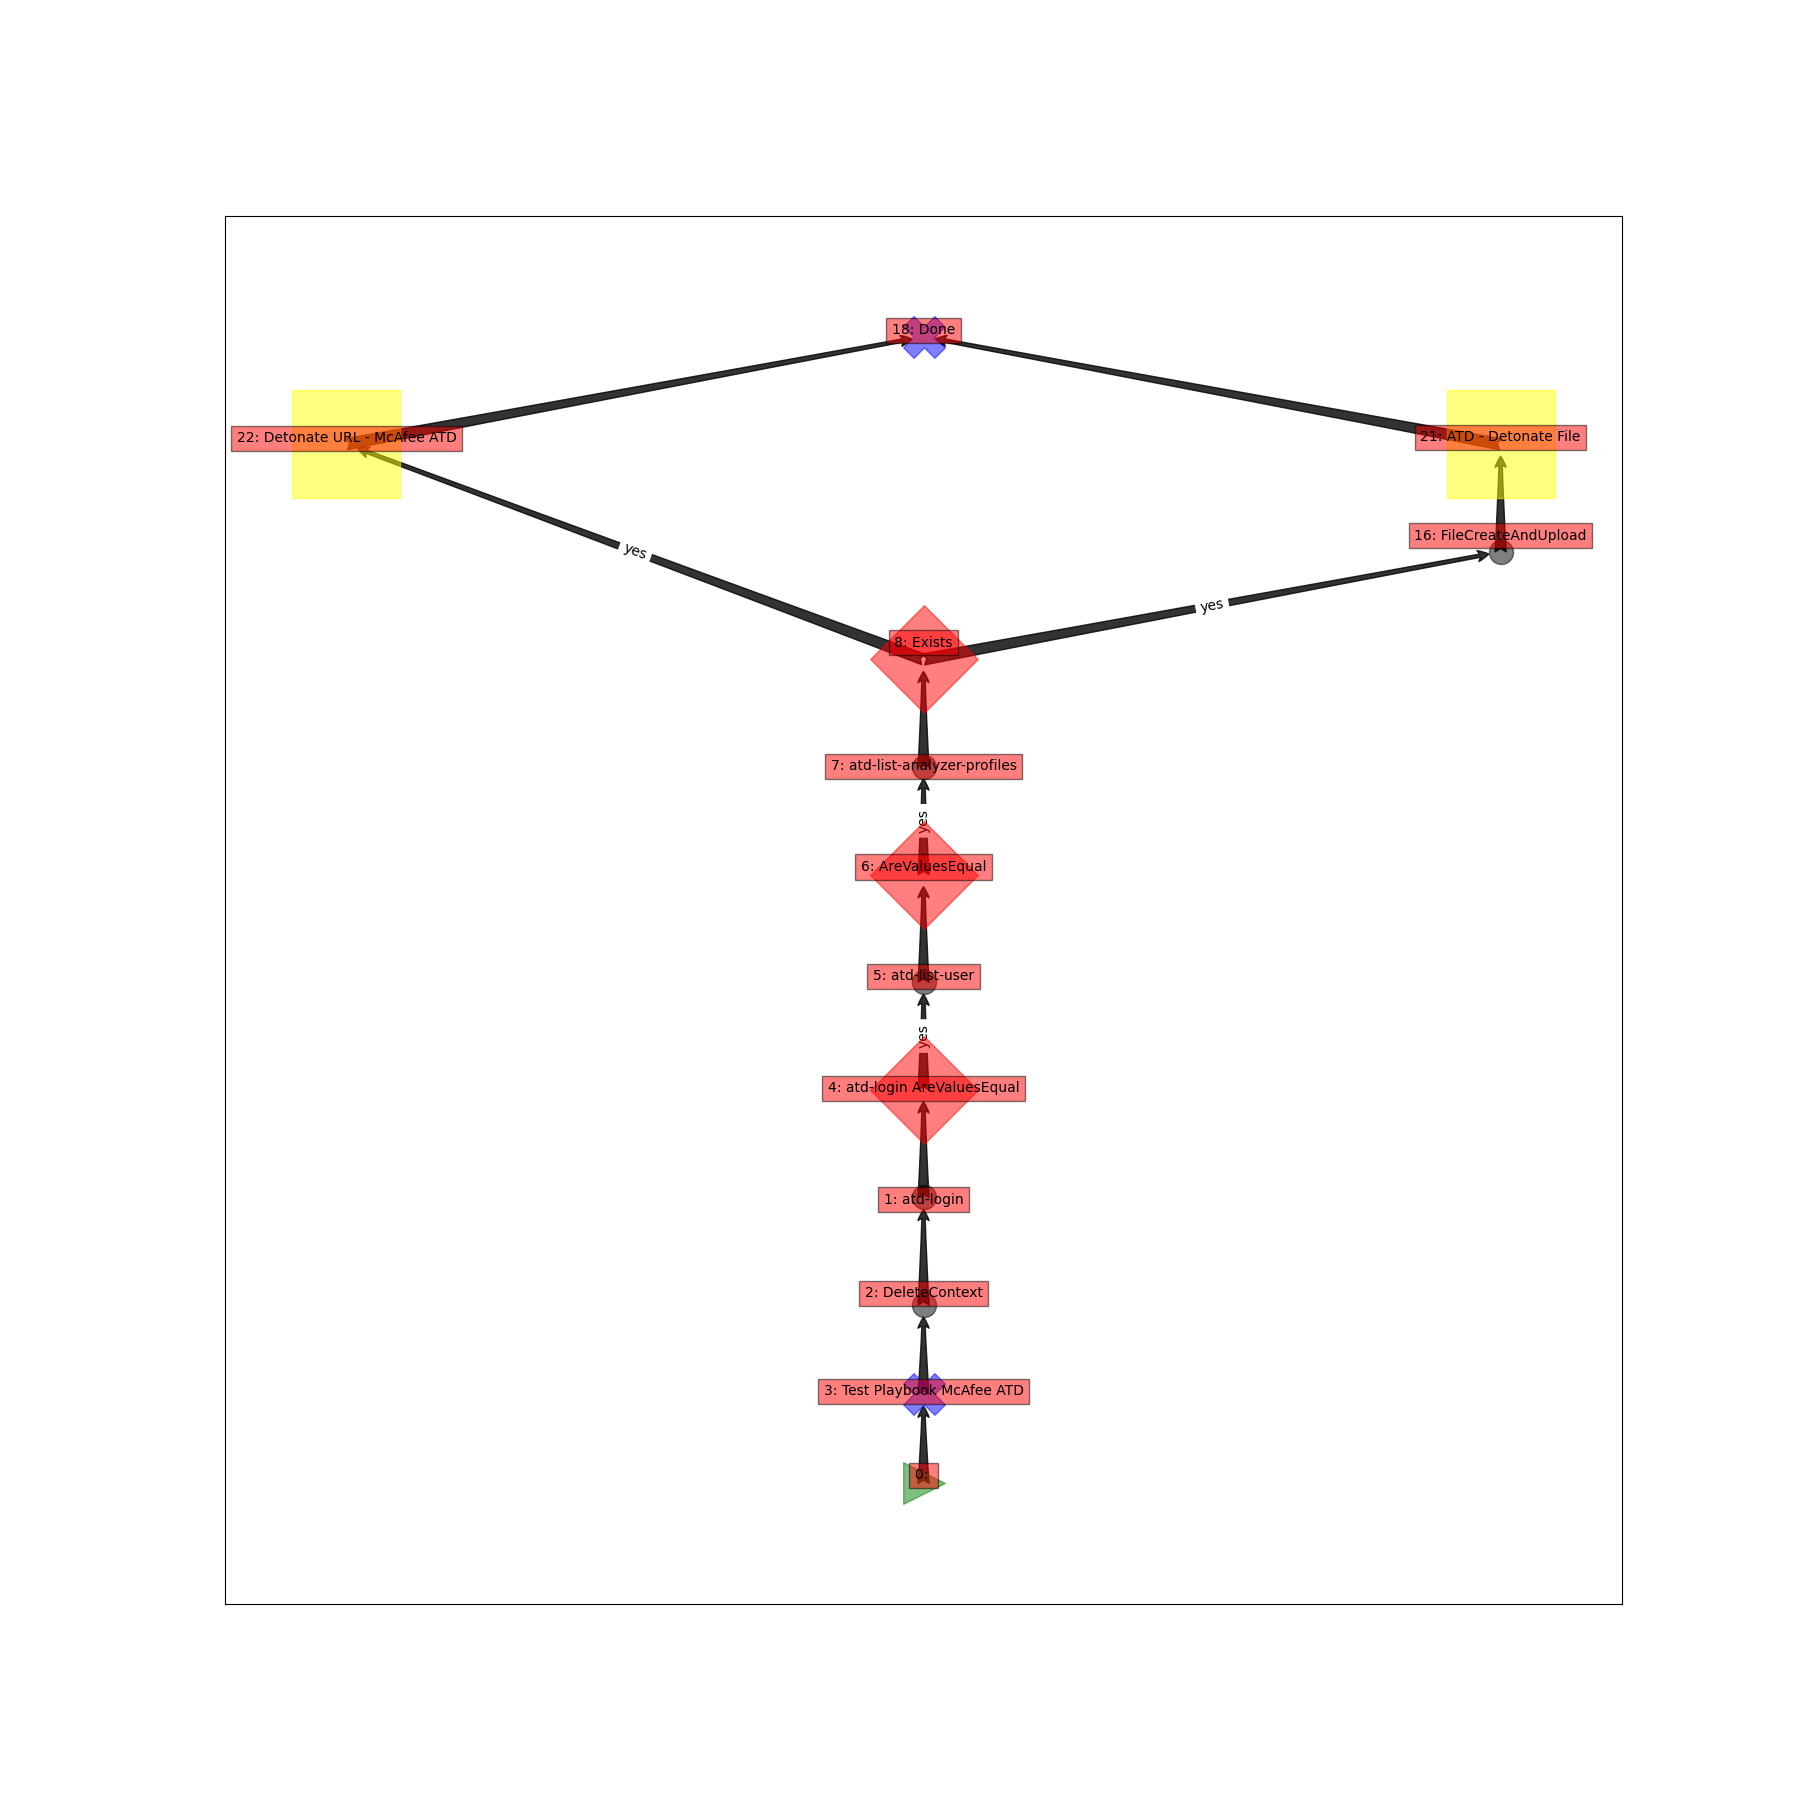 18: Done
22: Detonate URL - McAfee ATD
21: ATD - Detonate File
16: FileCreateAndUpload
yes
yes
8: Exists
7: atd-list-analyzer-profiles
yes
6: AreValuesEqual
5: atd-list-user
yes
4: atd-login AreValuesEqual
1: atd-login
2: DeleteContext
3: Test Playbook McAfee ATD
0: